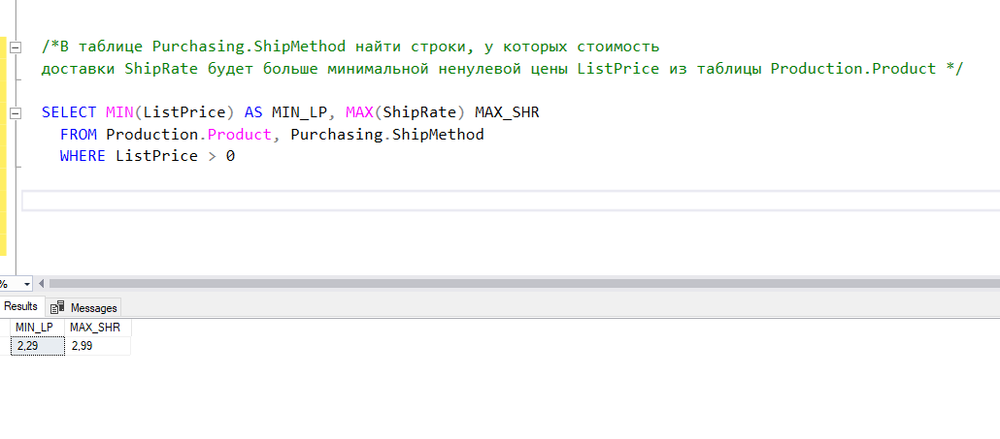 /*В таблице Purchasing.ShipMethod найти строки, у которых стоимость
доставки ShipRate будет больше минимальной ненулевой цены ListPrice из таблицы Production.Product */
SELECT MIN(ListPrice) AS MIN_LP, MAX(ShipRate) MAX_SHR
FROM Production.Product, Purchasing.ShipMethod
WHERE ListPrice > 0
%
Results Messages
MIN_LP MAX_SHR
2,29 2,99